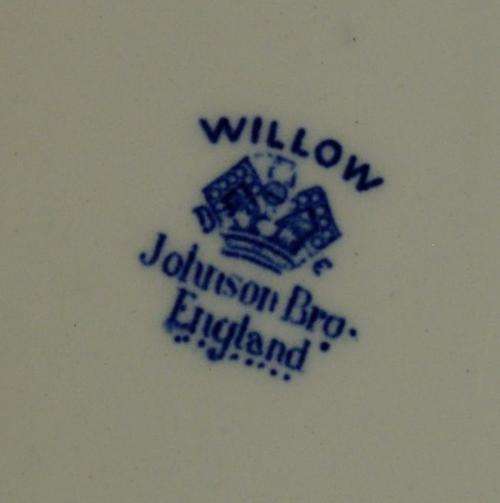 WILLOW
D E
Johnson Bro.
England